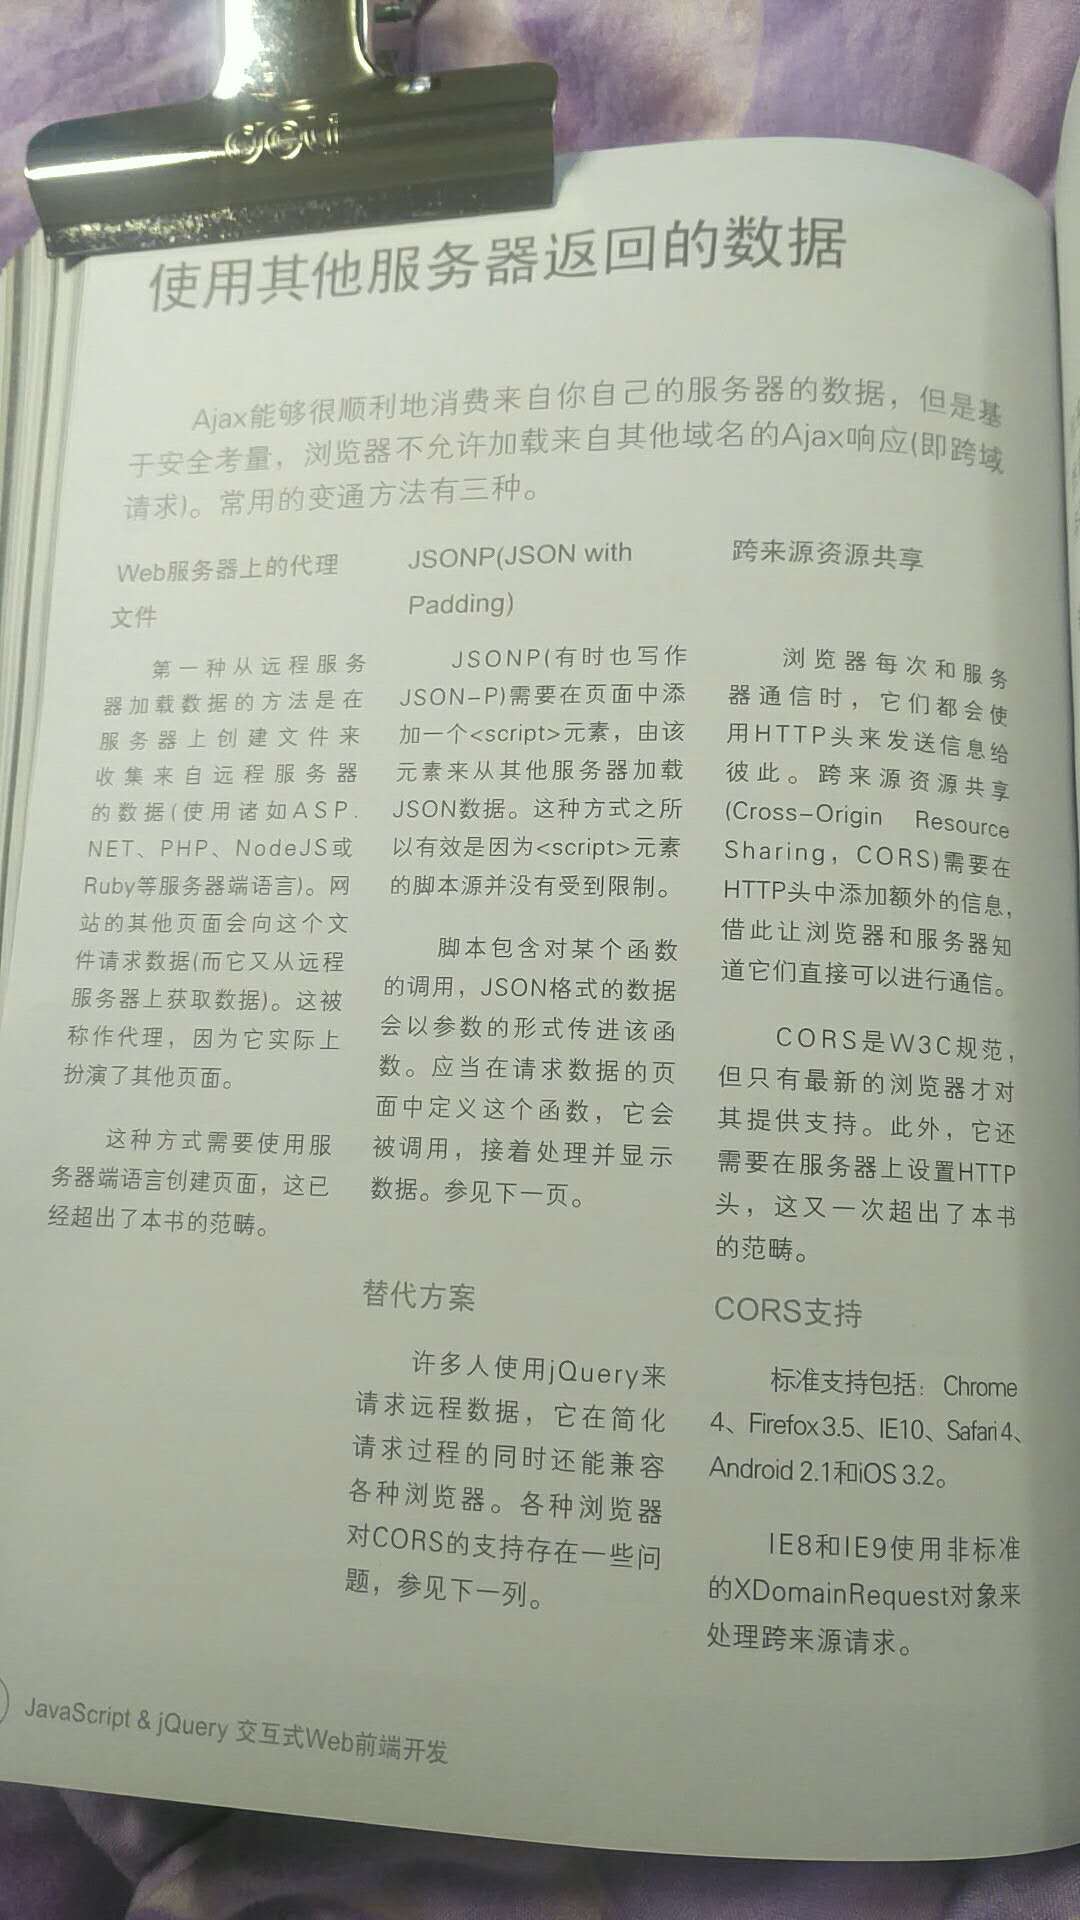 使用其他服务器返回的数据
Ajax能够很顺利地消费来自你自己的服务器的数据，但是基
于安全考量，浏览器不允许加载来自其他域名的Ajax响应(即跨域
请求)。常用的变通方法有三种。
Web服务器上的代理
文件
第一种从远程服务
器加载数据的方法是在
服务器上创建文件来
收集来自远程服务器
的数据(使用诸如ASP.
NET、PHP、NodeJS或
Ruby等服务器端语言)。网
站的其他页面会向这个文
件请求数据(而它又从远程
服务器上获取数据)。这被
称作代理，因为它实际上
扮演了其他页面。
这种方式需要使用服
务器端语言创建页面，这已
经超出了本书的范畴。
JSONP(JSON with
Padding)
JSONP(有时也写作
JSON-P)需要在页面中添
加一个<script>元素，由该
元素来从其他服务器加载
JSON数据。这种方式之所
以有效是因为<script>元素
的脚本源并没有受到限制。
脚本包含对某个函数
的调用，JSON格式的数据
会以参数的形式传进该函
数。应当在请求数据的页
面中定义这个函数，它会
被调用，接着处理并显示
数据。参见下一页。
替代方案
许多人使用jQuery来
请求远程数据，它在简化
请求过程的同时还能兼容
各种浏览器。各种浏览器
对CORS的支持存在一些问
题，参见下一列。
跨来源资源共享
浏览器每次和服务
器通信时，它们都会使
用HTTP头来发送信息给
彼此。跨来源资源共享
(Cross-Origin Resource
Sharing，CORS)需要在
HTTP头中添加额外的信息，
借此让浏览器和服务器知
道它们直接可以进行通信。
CORS是W3C规范，
但只有最新的浏览器才对
其提供支持。此外，它还
需要在服务器上设置HTTP
头，这又一次超出了本书
的范畴。
CORS支持
标准支持包括：Chrome
4、Firefox 3.5、IE10、Safari 4、
Android 2.1和iOS 3.2。
IE8和IE9使用非标准
的XDomainRequest对象来
处理跨来源请求。
JavaScript & jQuery 交互式Web前端开发